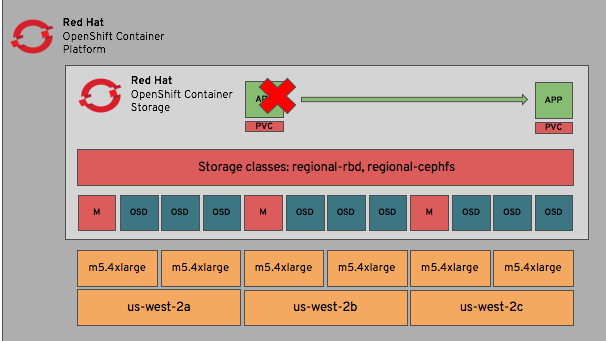 Red Hat
OpenShift Container
Platform
Red Hat
OpenShift Container
Storage
APP
PVC
PVC
Storage classes: regional-rbd, regional-cephfs
M OSD OSD OSD M OSD OSD OSD M OSD OSD OSD
m5.4xlarge m5.4xlarge m5.4xlarge m5.4xlarge m5.4xlarge m5.4xlarge
us-west-2a us-west-2b us-west-2c